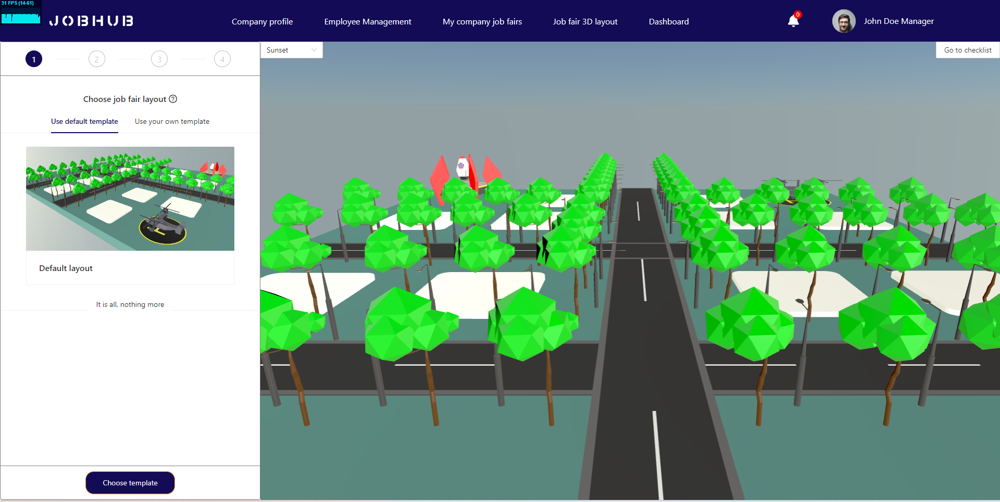 51 FPS (14-61)
JOBHUB
Company profile
Employee Management
My company job fairs
Job fair 3D layout
Dashboard
0
John Doe Manager
1
2
3
4
Sunset
Go to checklist
Choose job fair layout
Use default template
Use your own template
Default layout
It is all, nothing more
Choose template